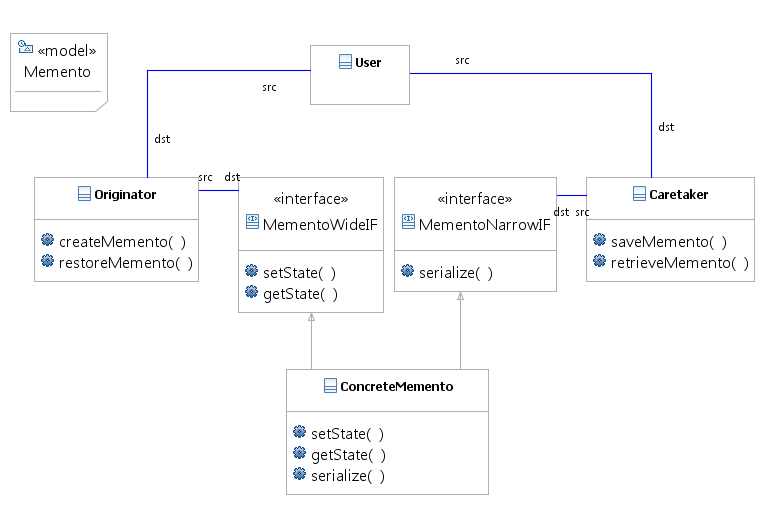 «model»
Memento
User
src
src
dst
dst
Originator
createMemento( )
restoreMemento( )
src
dst
«interface»
MementoWideIF
setState( )
getState( )
«interface»
MementoNarrowIF
serialize( )
dst
src
Caretaker
saveMemento( )
retrieveMemento( )
ConcreteMemento
setState( )
getState( )
serialize( )